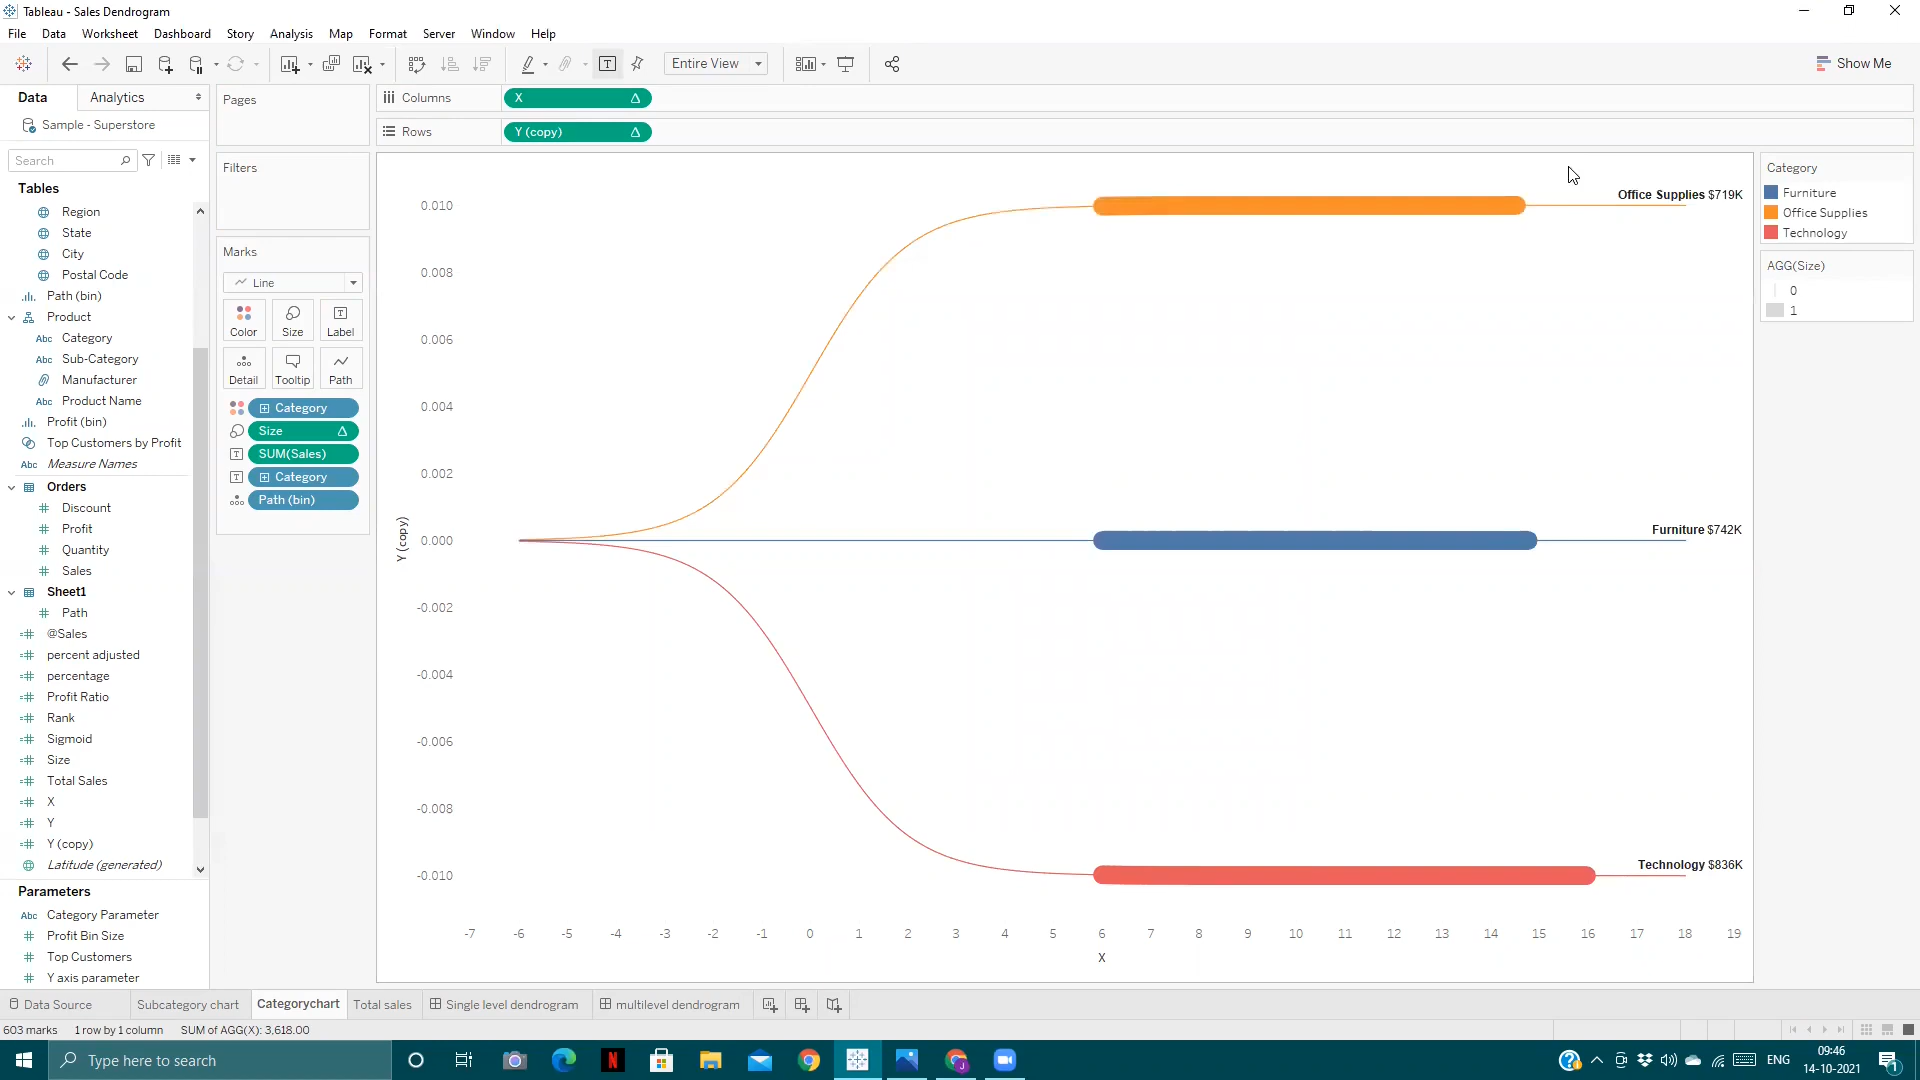 Tableau - Sales Dendrogram
File Data Worksheet Dashboard Story Analysis Map Format Server Window Help
Entire View
Show Me
Data Analytics
Sample - Superstore
Search
Tables
Region
State
City
Postal Code
Path (bin)
Product
Abc Category
Abc Sub-Category
Manufacturer
Abc Product Name
Profit (bin)
Top Customers by Profit
Abc Measure Names
Orders
Discount
Profit
Quantity
Sales
Sheet1
Path
@Sales
percent adjusted
percentage
Profit Ratio
Rank
Sigmoid
Size
Total Sales
X
Y
Y (copy)
Latitude (generated)
Parameters
Abc Category Parameter
Profit Bin Size
Top Customers
Y axis parameter
Pages
Filters
Marks
Line
Color Size Label
Detail Tooltip Path
Category
Size
SUM(Sales)
Category
Path (bin)
Columns X
Rows Y (copy)
0.010
0.008
0.006
0.004
0.002
0.000
-0.002
-0.004
-0.006
-0.008
-0.010
Y (copy)
Office Supplies $719K
Furniture $742K
Technology $836K
-7 -6 -5 -4 -3 -2 -1 0 1 2 3 4 5 6 7 8 9 10 11 12 13 14 15 16 17 18 19
X
Category
Furniture
Office Supplies
Technology
AGG(Size)
0
1
Data Source Subcategory chart Categorychart Total sales Single level dendrogram multilevel dendrogram
603 marks 1 row by 1 column SUM of AGG(X): 3,618.00
Type here to search
ENG
09:46
14-10-2021
1